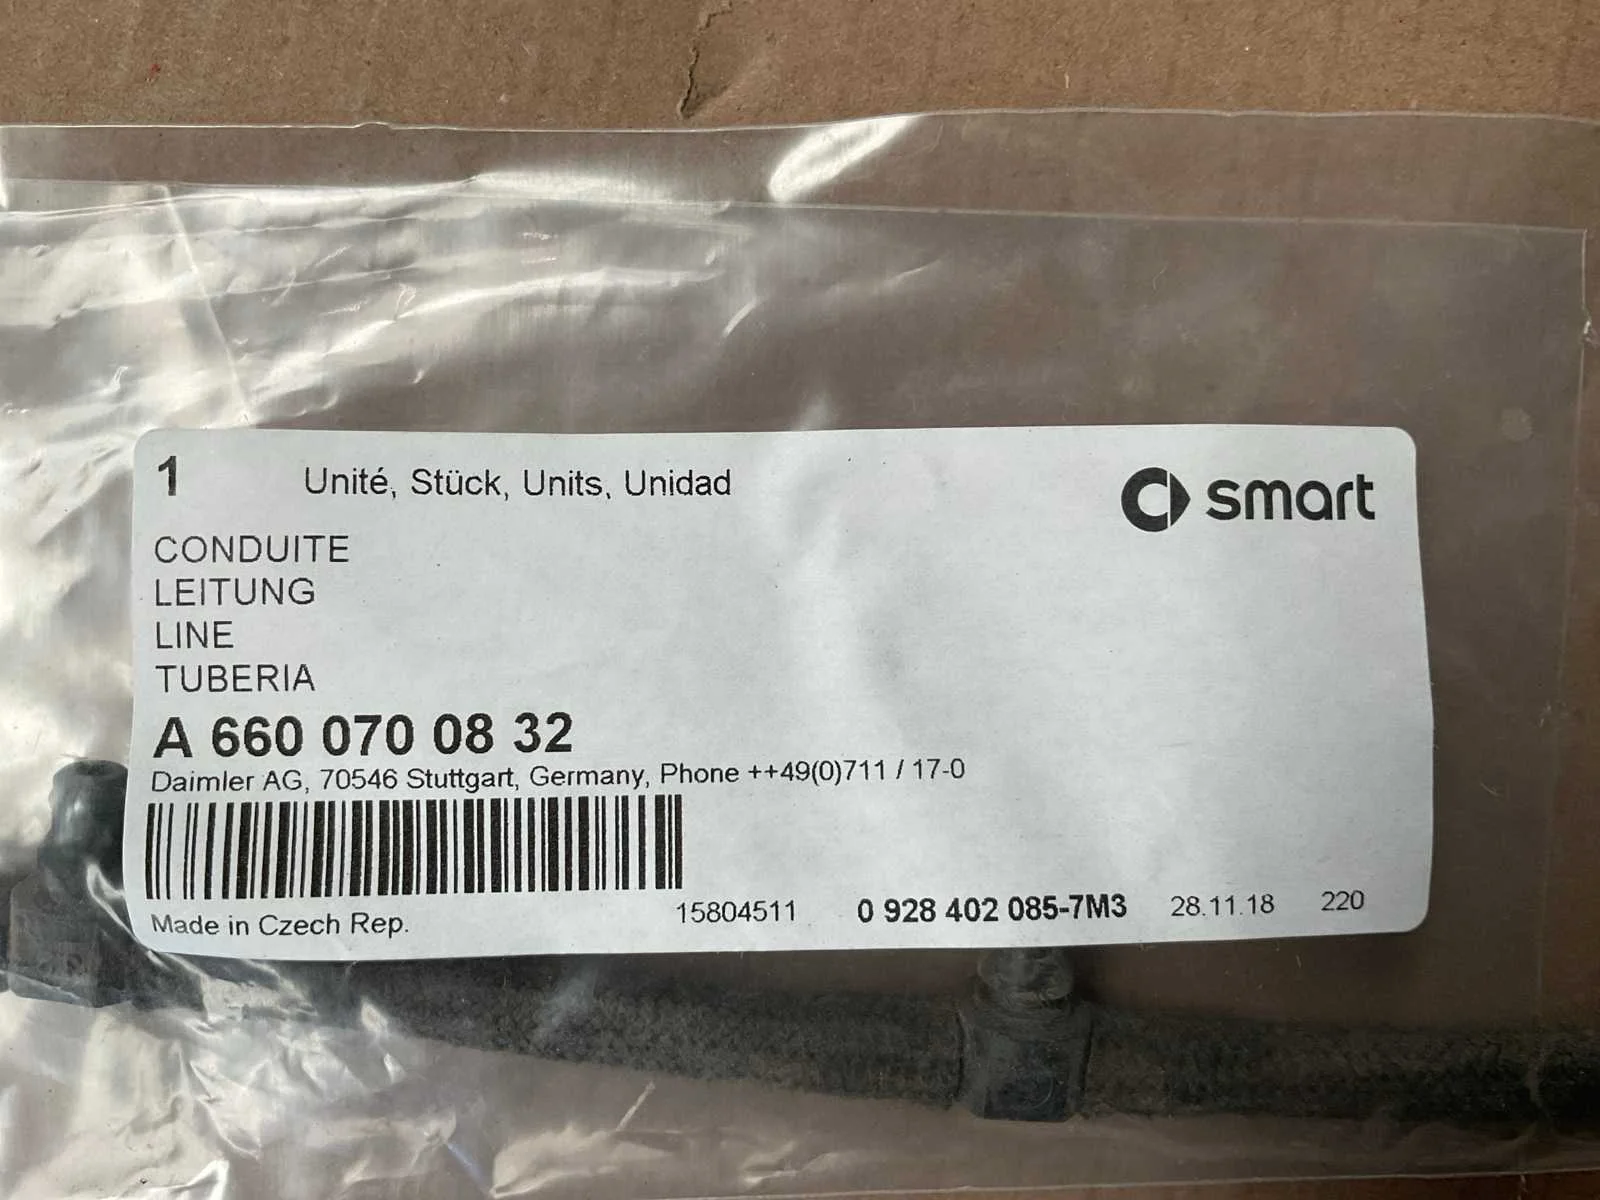 1 Unité, Stück, Units, Unidad
smart
CONDUITE
LEITUNG
LINE
TUBERIA
A 660 070 08 32
Daimler AG, 70546 Stuttgart, Germany, Phone ++49(0)711 / 17-0
Made in Czech Rep. 15804511 0 928 402 085-7M3 28.11.18 220